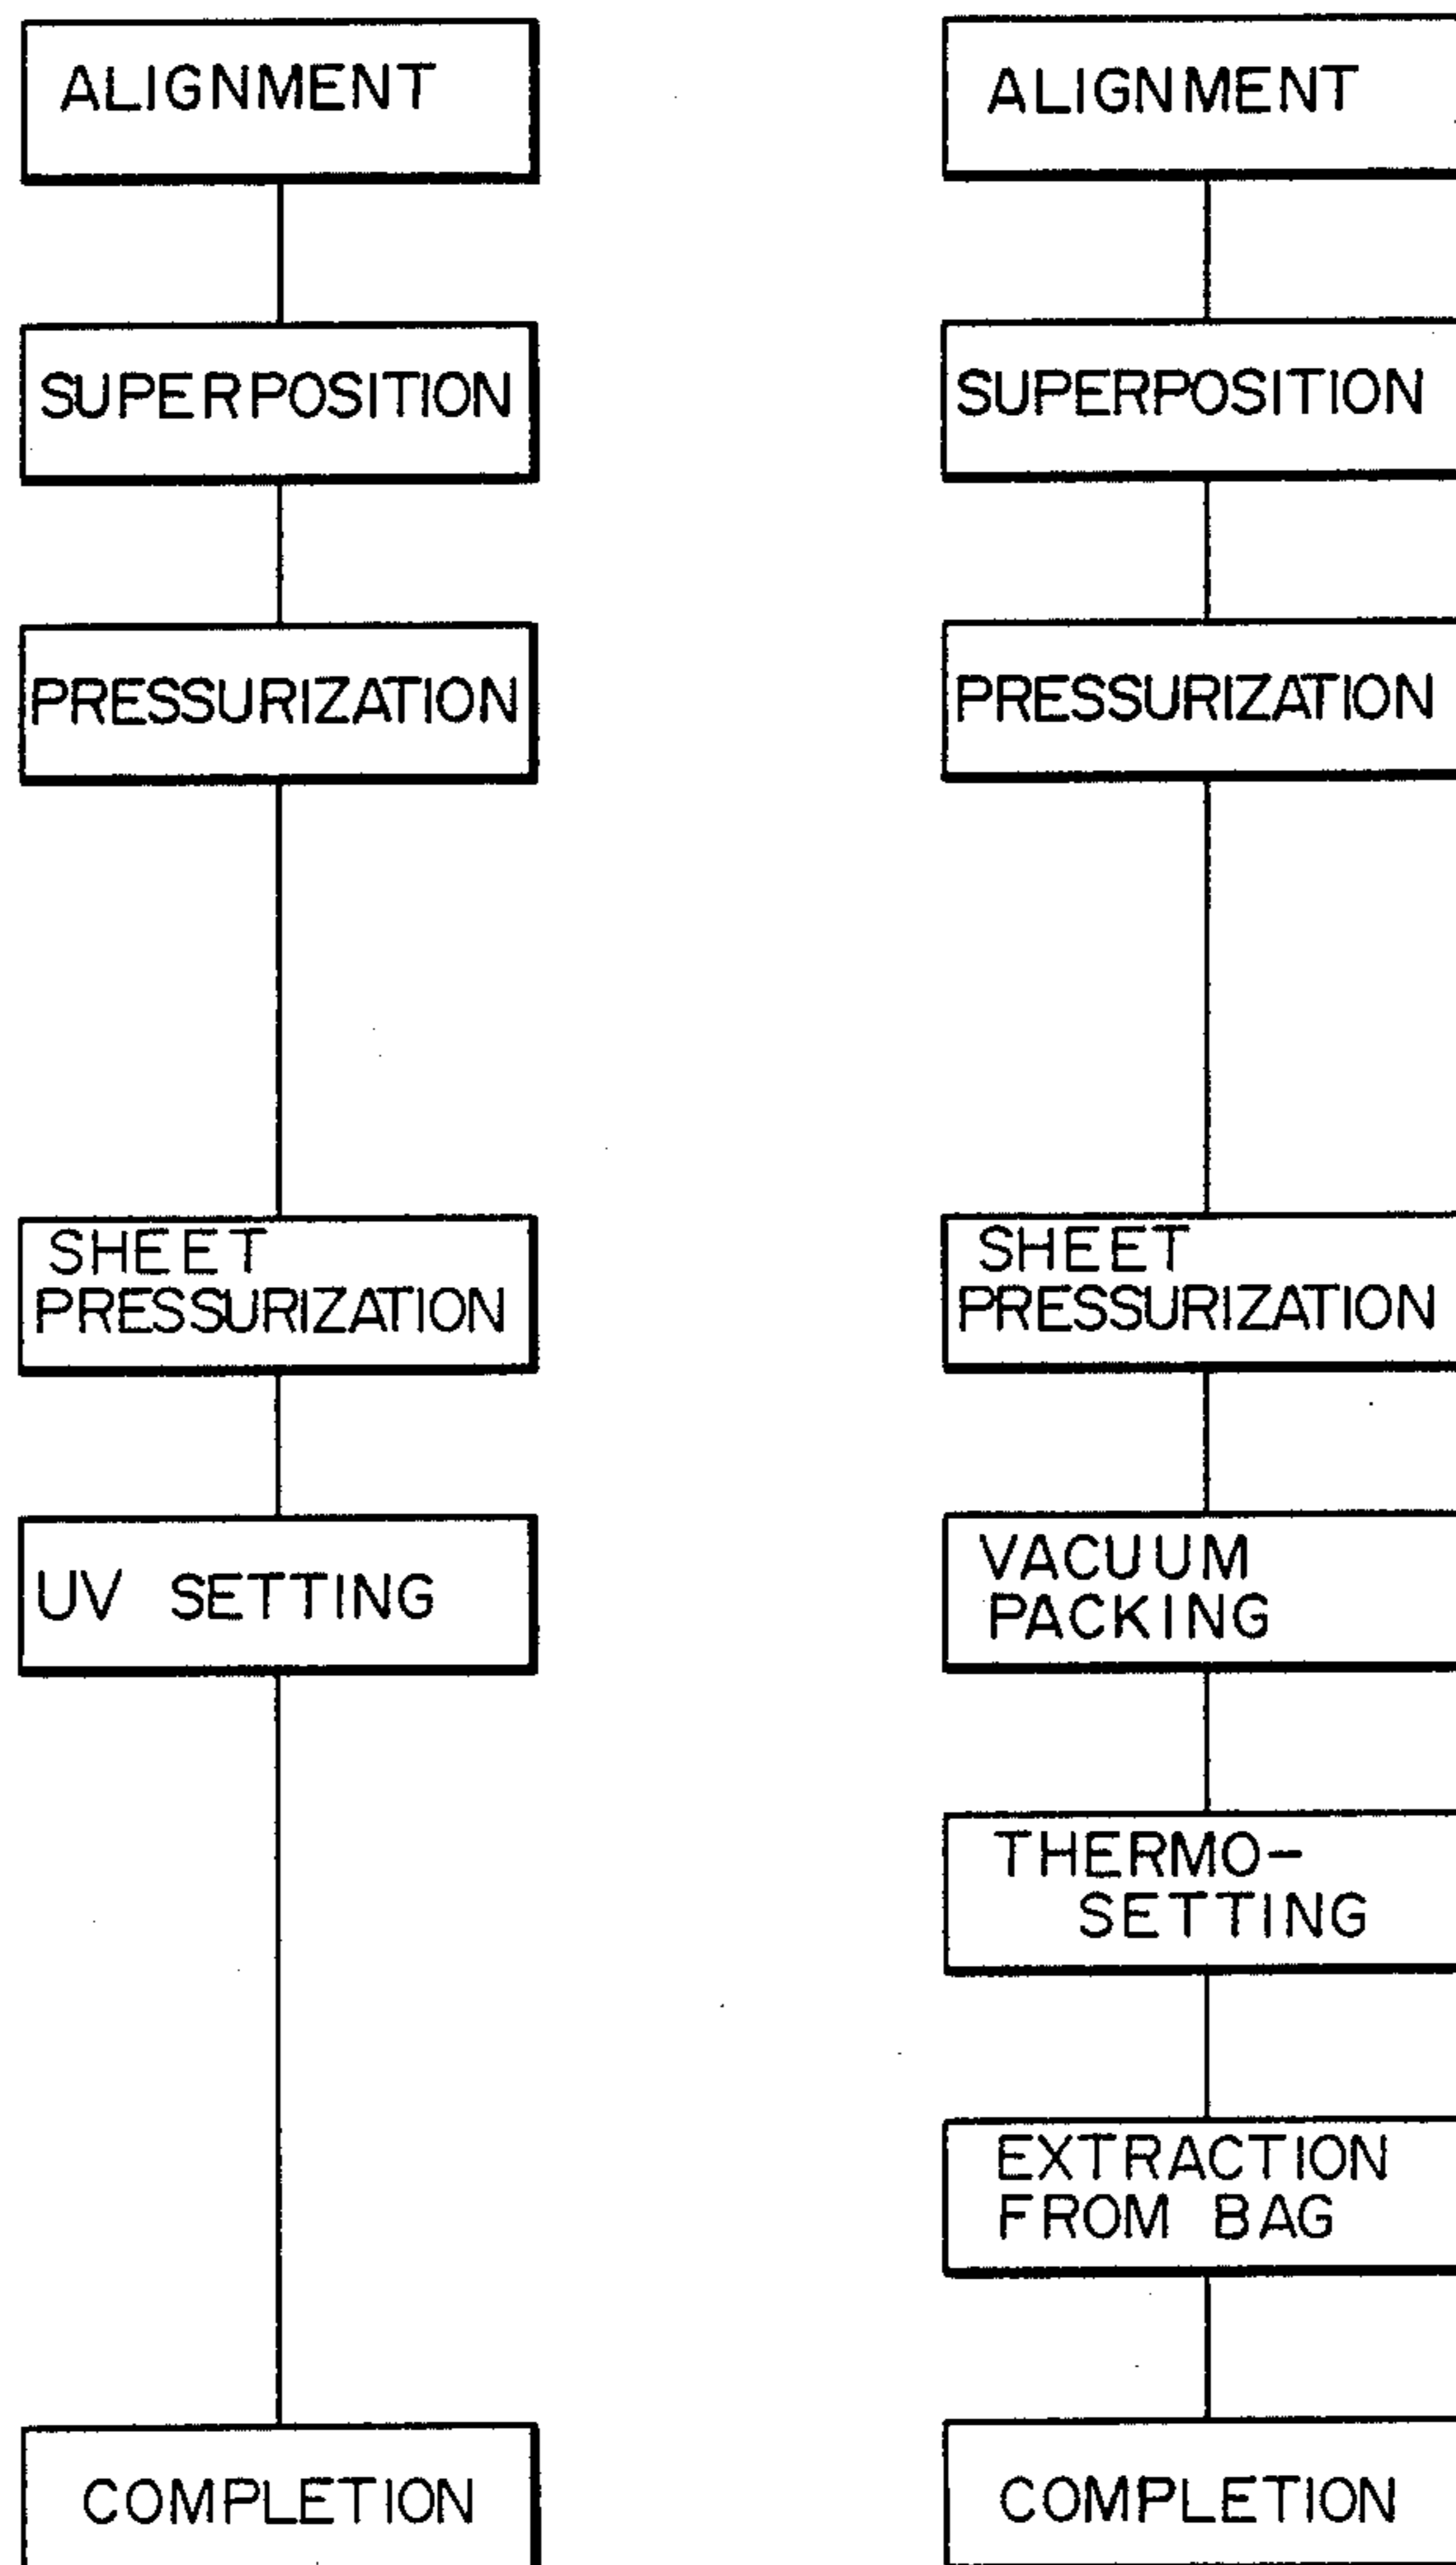 ALIGNMENT
SUPERPOSITION
PRESSURIZATION
SHEET
PRESSURIZATION
UV SETTING
COMPLETION
ALIGNMENT
SUPERPOSITION
PRESSURIZATION
SHEET
PRESSURIZATION
VACUUM
PACKING
THERMO-
SETTING
EXTRACTION
FROM BAG
COMPLETION